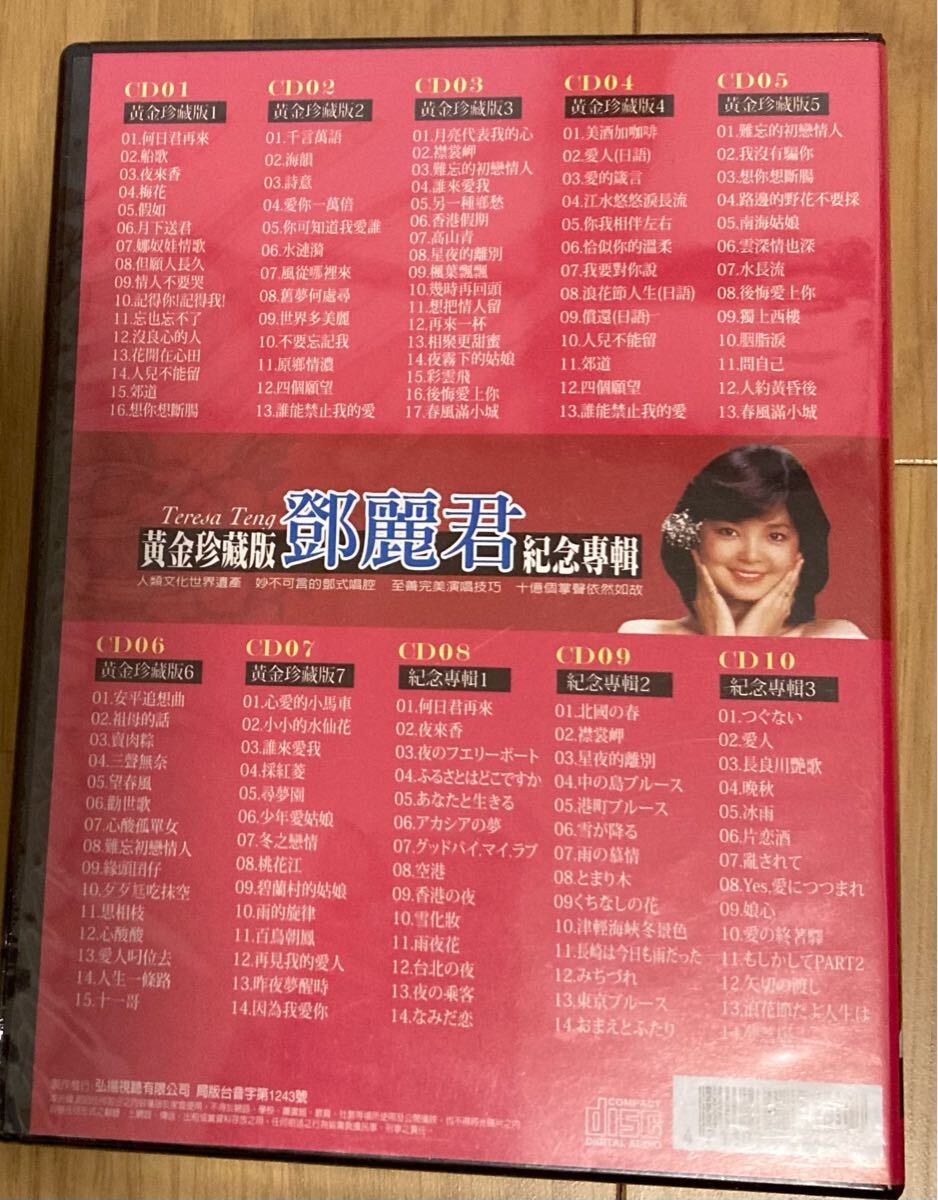 CD01
黃金珍藏版1
01.何日君再來
02.船歌
03.夜來香
04.梅花
05.假如
06.月下送君
07.娜奴娃情歌
08.但願人長久
09.情人不要哭
10.記得你!記得我!
11.忘也忘不了
12.沒良心的人
13.花開在心田
14.人兒不能留
15.郊道
16.想你想斷腸
CD02
黃金珍藏版2
01.千言萬語
02.海韻
03.詩意
04.愛你一萬倍
05.你可知道我愛誰
06.水漣漪
07.風從哪裡來
08.舊夢何處尋
09.世界多美麗
10.不要忘記我
11.原鄉情濃
12.四個願望
13.誰能禁止我的愛
CD03
黃金珍藏版3
01.月亮代表我的心
02.襟裳岬
03.難忘的初戀情人
04.誰來愛我
05.另一種鄉愁
06.香港假期
07.高山青
08.星夜的離別
09.楓葉飄飄
10.幾時再回頭
11.想把情人留
12.再來一杯
13.相聚更甜蜜
14.夜霧下的姑娘
15.彩雲飛
16.後悔愛上你
17.春風滿小城
CD04
黃金珍藏版4
01.美酒加咖啡
02.愛人(日語)
03.愛的箴言
04.江水悠悠淚長流
05.你我相伴左右
06.恰似你的溫柔
07.我要對你說
08.浪花節人生(日語)
09.償還(日語)
10.人兒不能留
11.郊道
12.四個願望
13.誰能禁止我的愛
CD05
黃金珍藏版5
01.難忘的初戀情人
02.我沒有騙你
03.想你想斷腸
04.路邊的野花不要採
05.南海姑娘
06.雲深情也深
07.水長流
08.後悔愛上你
09.獨上西樓
10.胭脂淚
11.問自己
12.人約黃昏後
13.春風滿小城
Teresa Teng
黃金珍藏版 鄧麗君 紀念專輯
人類文化世界遺產 妙不可言的鄧式唱腔 至善完美演唱技巧 十億個掌聲依然如故
CD06
黃金珍藏版6
01.安平追想曲
02.祖母的話
03.賣肉粽
04.三聲無奈
05.望春風
06.勸世歌
07.心酸孤單女
08.難忘初戀情人
09.緣頭囝仔
10.歹歹尪吃抹空
11.思相枝
12.心酸酸
13.愛人叼位去
14.人生一條路
15.十一哥
CD07
黃金珍藏版7
01.心愛的小馬車
02.小小的水仙花
03.誰來愛我
04.採紅菱
05.尋夢園
06.少年愛姑娘
07.冬之戀情
08.桃花江
09.碧蘭村的姑娘
10.雨的旋律
11.百鳥朝鳳
12.再見我的愛人
13.昨夜夢醒時
14.因為我愛你
CD08
紀念專輯1
01.何日君再來
02.夜來香
03.夜のフエリーボート
04.ふるさとはどこですか
05.あなたと生きる
06.アカシアの夢
07.グッドバイ,マイ,ラブ
08.空港
09.香港の夜
10.雪化妝
11.雨夜花
12.台北の夜
13.夜の乘客
14.なみだ恋
CD09
紀念專輯2
01.北國の春
02.襟裳岬
03.星夜的離別
04.中の島ブルース
05.港町ブルース
06.雪が降る
07.雨の慕情
08.とまり木
09くちなしの花
10.津輕海峽冬景色
11.長崎は今日も雨だった
12.みちづれ
13.東京ブルース
14おまえとふたり
CD10
紀念專輯3
01.つぐない
02.愛人
03.長良川艶歌
04.晩秋
05.冰雨
06.片恋酒
07.亂されて
08.Yes,愛につつまれ
09.娘心
10.愛の終著驛
11.もしかしてPART2
12.矢切の渡し
13.浪花節だよ人生は
弘揚視聽有限公司 局版台音字第1243號
COMPACT
disc
DIGITAL AUDIO